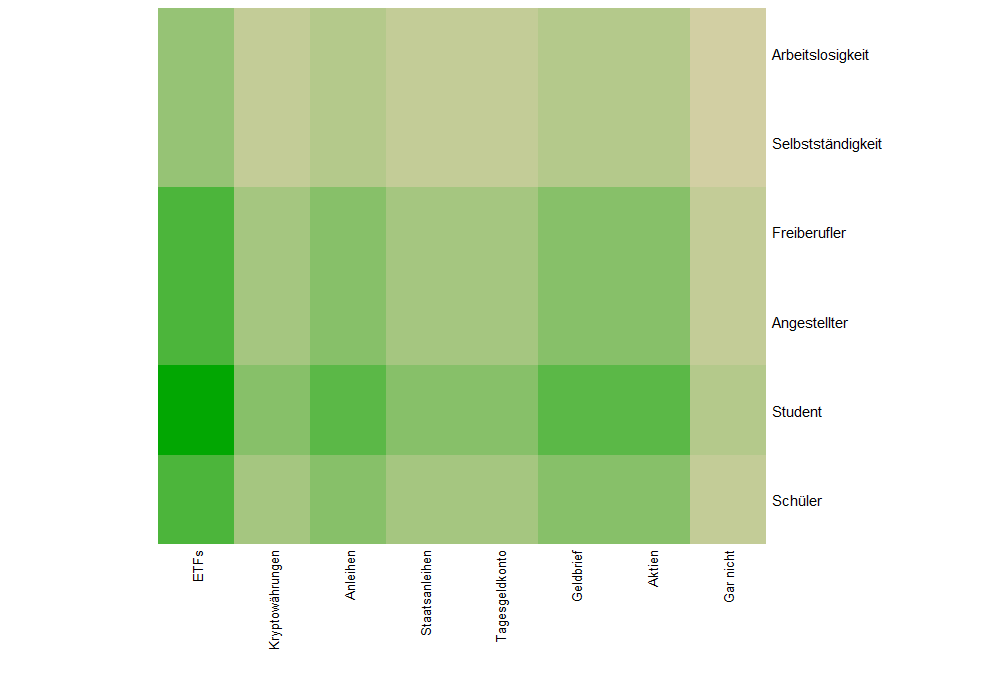 Arbeitslosigkeit
Selbstständigkeit
Freiberufler
Angestellter
Student
Schüler
ETFs
Kryptowährungen
Anleihen
Staatsanleihen
Tagesgeldkonto
Geldbrief
Aktien
Gar nicht